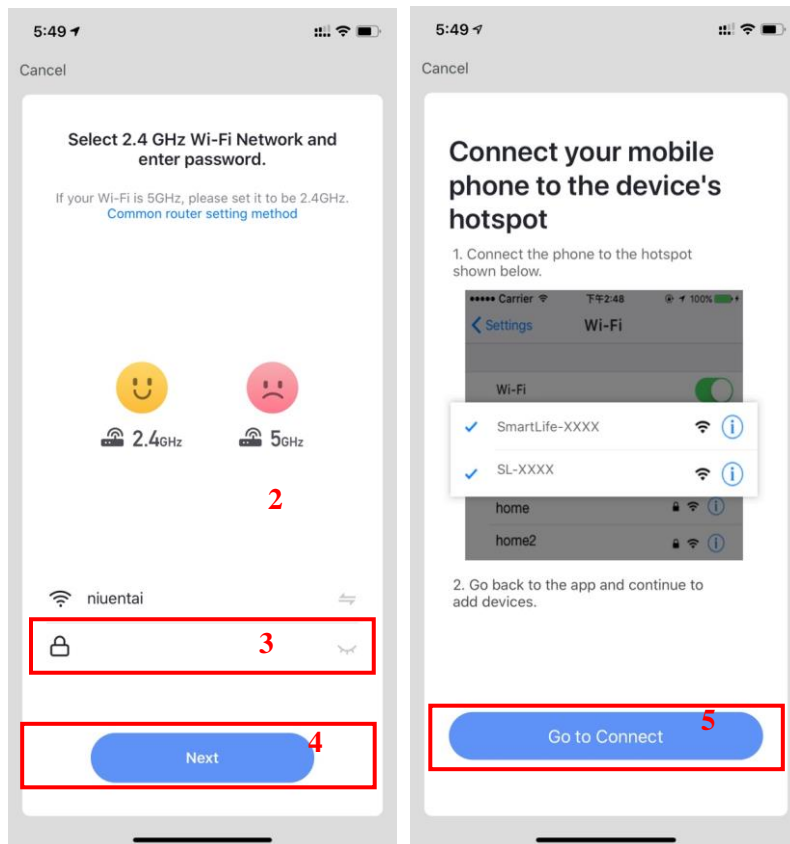 5:49
Cancel
Select 2.4 GHz Wi-Fi Network and
enter password.
If your Wi-Fi is 5GHz, please set it to be 2.4GHz.
Common router setting method
2.4GHz
5GHz
2
niuentai
3
4
Next
5:49
Cancel
Connect your mobile
phone to the device's
hotspot
1. Connect the phone to the hotspot
shown below.
Carrier 下午2:48 100%
Settings Wi-Fi
Wi-Fi
SmartLife-XXXX
SL-XXXX
home
home2
2. Go back to the app and continue to
add devices.
5
Go to Connect